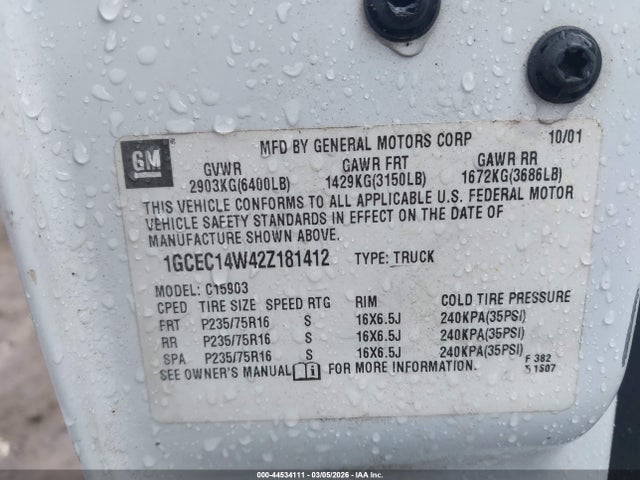 GM
MFD BY GENERAL MOTORS CORP 10/01
GVWR GAWR FRT GAWR RR
2903KG(6400LB) 1429KG(3150LB) 1672KG(3686LB)
THIS VEHICLE CONFORMS TO ALL APPLICABLE U.S. FEDERAL MOTOR
VEHICLE SAFETY STANDARDS IN EFFECT ON THE DATE OF
MANUFACTURE SHOWN ABOVE.
1GCEC14W42Z181412 TYPE: TRUCK
MODEL: C15903
CPED TIRE SIZE SPEED RTG RIM COLD TIRE PRESSURE
FRT P235/75R16 S 16X6.5J 240KPA(35PSI)
RR P235/75R16 S 16X6.5J 240KPA(35PSI)
SPA P235/75R16 S 16X6.5J 240KPA(35PSI)
F 382
SEE OWNER'S MANUAL i FOR MORE INFORMATION.
000-44534111 - 03/05/2026 - IAA Inc.